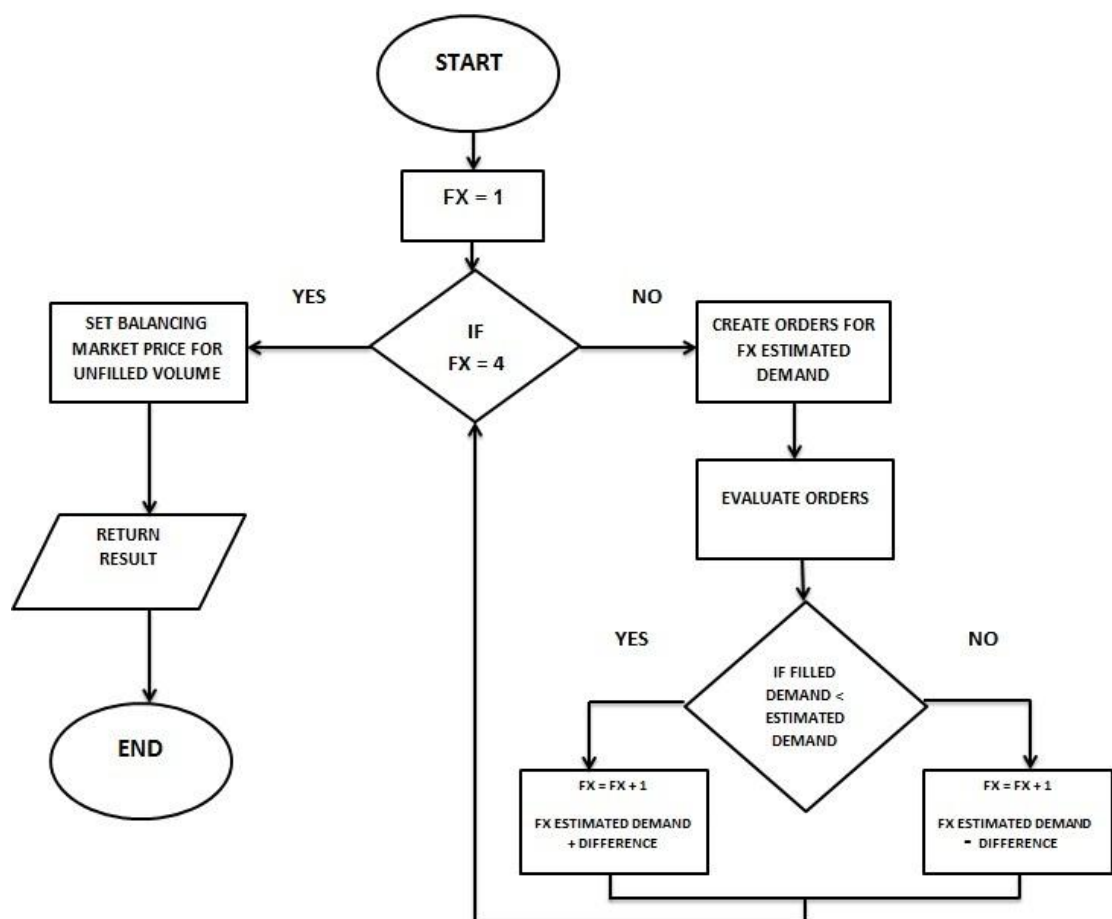 START
FX = 1
YES
NO
IF
FX = 4
SET BALANCING
MARKET PRICE FOR
UNFILLED VOLUME
CREATE ORDERS FOR
FX ESTIMATED
DEMAND
EVALUATE ORDERS
RETURN
RESULT
YES
NO
IF FILLED
DEMAND <
ESTIMATED
DEMAND
END
FX = FX + 1
FX ESTIMATED DEMAND
+ DIFFERENCE
FX = FX + 1
FX ESTIMATED DEMAND
- DIFFERENCE